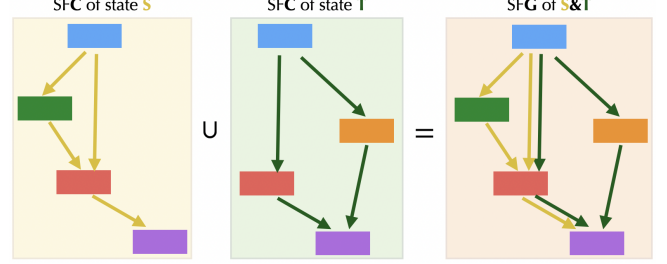 SFC of state S
SFC of state T
SFG of S&T
∪
=